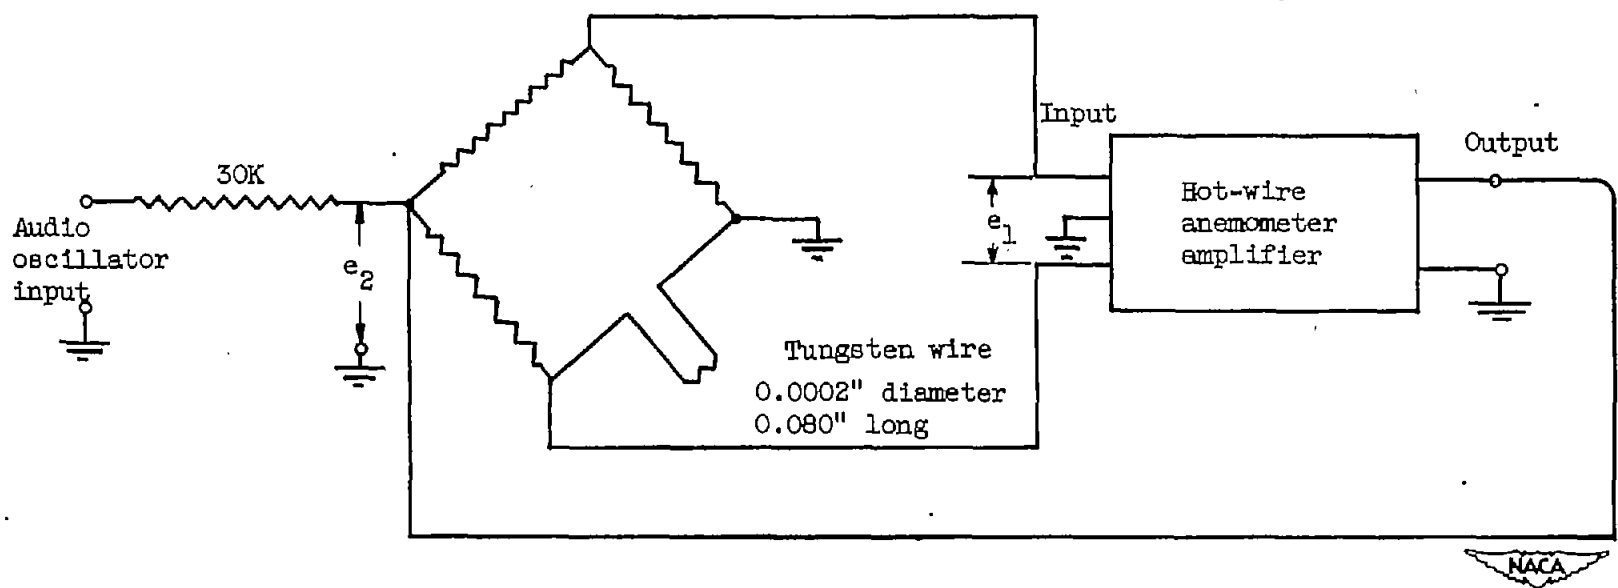 30K
Audio
oscillator
input
e2
Input
e1
Hot-wire
anemometer
amplifier
Output
Tungsten wire
0.0002" diameter
0.080" long
NACA